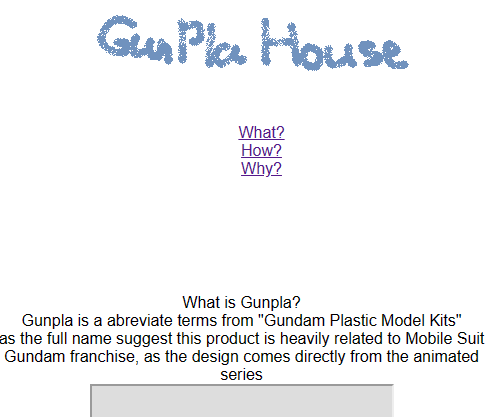 GunPla House
What?
How?
Why?
What is Gunpla?
Gunpla is a abreviate terms from "Gundam Plastic Model Kits"
as the full name suggest this product is heavily related to Mobile Suit
Gundam franchise, as the design comes directly from the animated
series